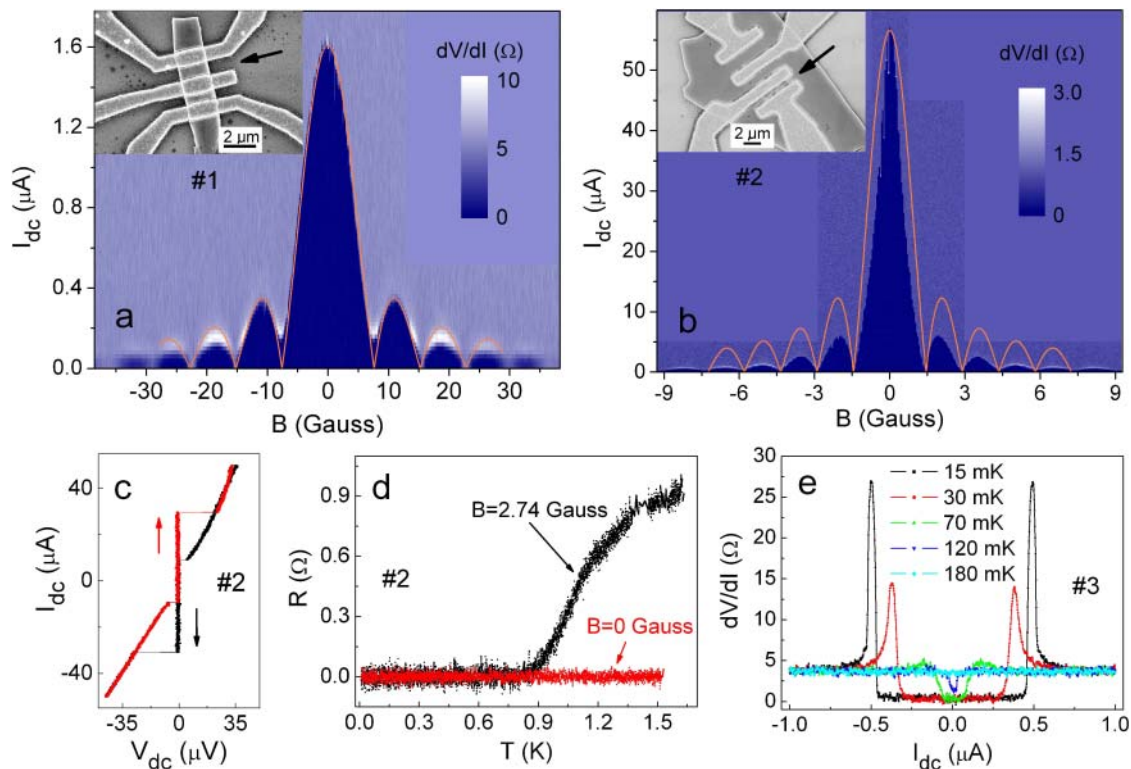 1.6
1.2
0.8
0.4
0.0
I_dc (μA)
2 μm
#1
dV/dI (Ω)
10
5
0
a
-30 -20 -10 0 10 20 30
B (Gauss)
50
40
30
20
10
0
I_dc (μA)
2 μm
#2
dV/dI (Ω)
3.0
1.5
0
b
-9 -6 -3 0 3 6 9
B (Gauss)
c
40
0
-40
I_dc (μA)
#2
-35 0 35
V_dc (μV)
d
0.9
0.6
0.3
0.0
R (Ω)
B=2.74 Gauss
#2
B=0 Gauss
0.0 0.3 0.6 0.9 1.2 1.5
T (K)
e
30
25
20
15
10
5
0
dV/dI (Ω)
15 mK
30 mK
70 mK
120 mK
180 mK
#3
-1.0 -0.5 0.0 0.5 1.0
I_dc (μA)